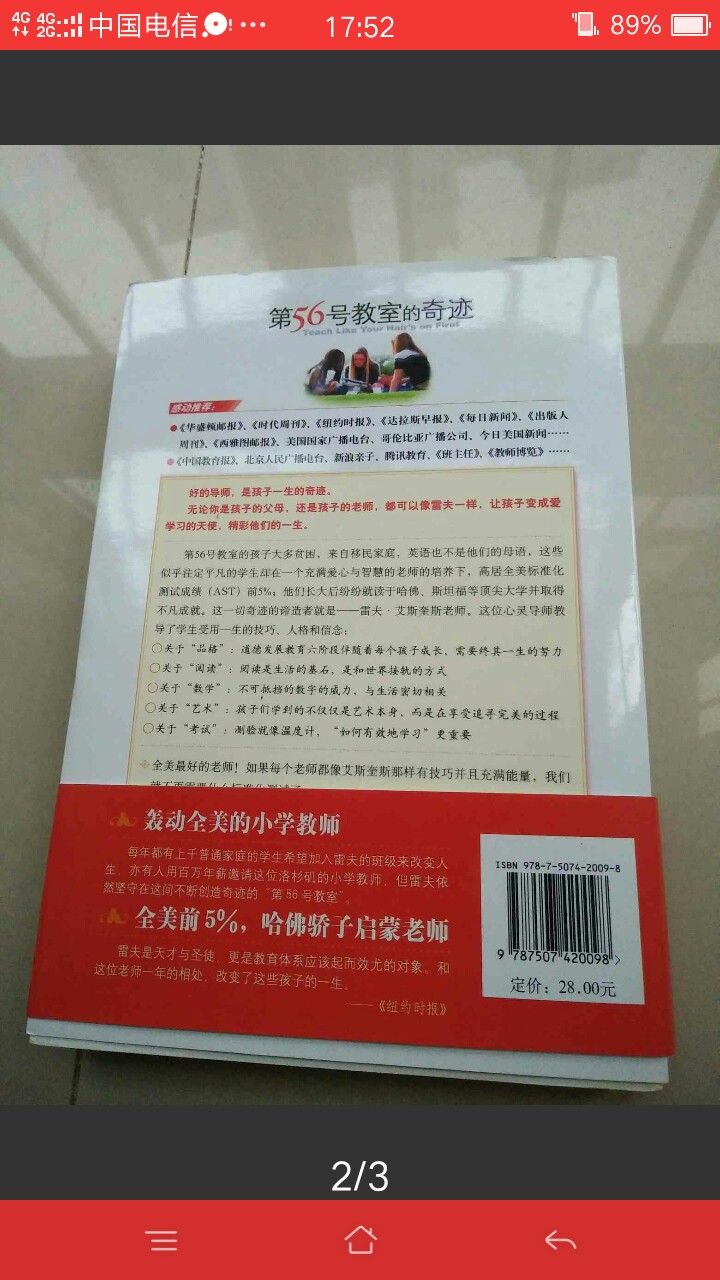 4G 4G 2G 中国电信 17:52 89%
第56号教室的奇迹
Teach Like Your Hair's on Fire!
感动推荐：
●《华盛顿邮报》、《时代周刊》、《纽约时报》、《达拉斯早报》、《每日新闻》、《出版人
周刊》、《西雅图邮报》、美国国家广播电台、哥伦比亚广播公司、今日美国新闻……
●《中国教育报》、北京人民广播电台、新浪亲子、腾讯教育、《班主任》、《教师博览》……
好的导师，是孩子一生的奇迹。
无论你是孩子的父母，还是孩子的老师，都可以像雷夫一样，让孩子变成爱
学习的天使，精彩他们的一生。
第56号教室的孩子大多贫困，来自移民家庭，英语也不是他们的母语，这些
似乎注定平凡的学生却在一个充满爱心与智慧的老师的培养下，高居全美标准化
测试成绩（AST）前5%；他们长大后纷纷就读于哈佛、斯坦福等顶尖大学并取得
不凡成就。这一切奇迹的缔造者就是——雷夫·艾斯奎斯老师。这位心灵导师教
导了学生受用一生的技巧、人格和信念：
○关于“品格”：道德发展教育六阶段伴随着每个孩子成长，需要终其一生的努力
○关于“阅读”：阅读是生活的基石，是和世界接轨的方式
○关于“数学”：不可抵挡的数字的威力，与生活密切相关
○关于“艺术”：孩子们学到的不仅仅是艺术本身，而是在享受追寻完美的过程
○关于“考试”：测验就像温度计，“如何有效地学习”更重要
全美最好的老师！如果每个老师都像艾斯奎斯那样有技巧并且充满能量，我们
轰动全美的小学教师
每年都有上千普通家庭的学生希望加入雷夫的班级来改变人
生，亦有人用百万年薪邀请这位洛杉矶的小学教师，但雷夫依
然坚守在这间不断创造奇迹的“第56号教室”。
全美前5%，哈佛骄子启蒙老师
雷夫是天才与圣徒，更是教育体系应该起而效尤的对象。和
这位老师一年的相处，改变了这些孩子的一生。
——《纽约时报》
ISBN 978-7-5074-2009-8
9 787507 420098 >
定价：28.00元
2/3